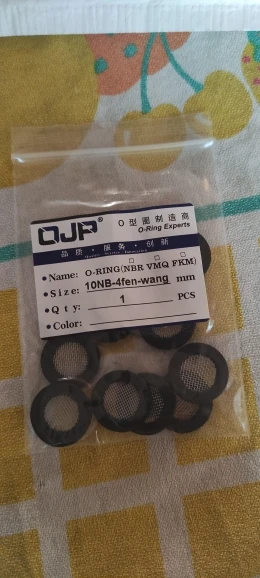 OJP®
O型圈制造商
O-Ring Experts
品质·服务·创新
Name: O-RING(NBR VMQ FKM)
Size: 10NB-4fen-wang mm
Qty: 1 PCS
Color: